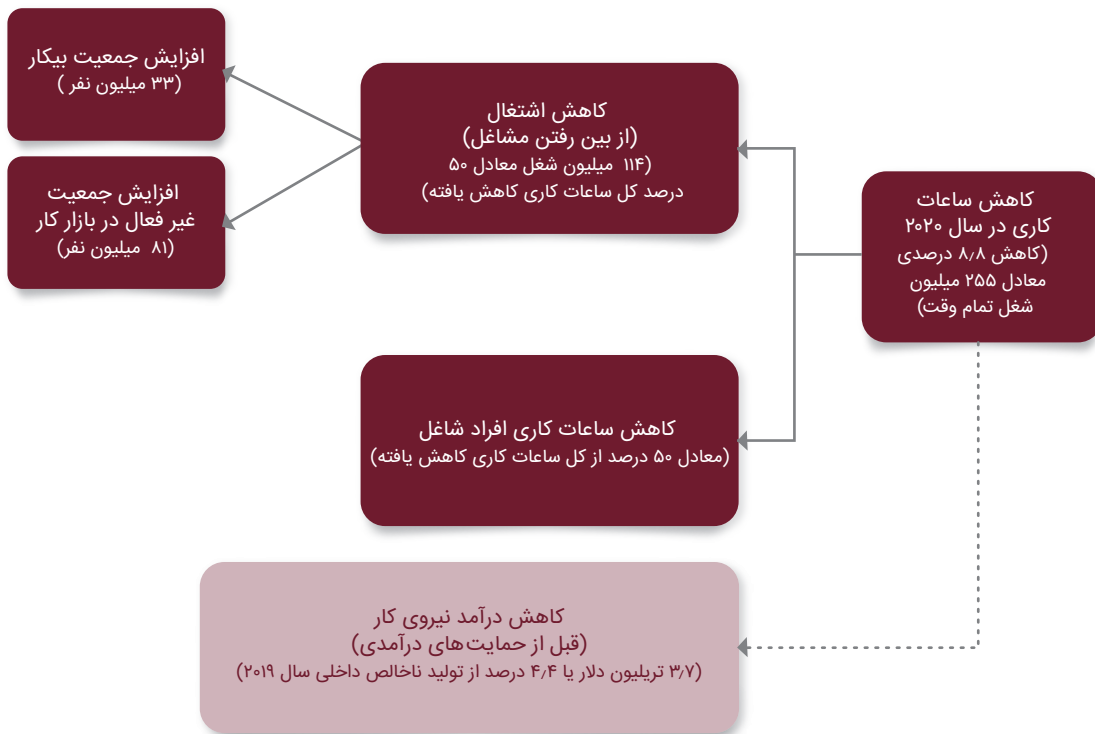 کاهش ساعات
کاری در سال ۲۰۲۰
(کاهش ۸٫۸ درصدی
معادل ۲۵۵ میلیون
شغل تمام وقت)
کاهش اشتغال
(از بین رفتن مشاغل)
(۱۱۴ میلیون شغل معادل ۵۰
درصد کل ساعات کاری کاهش یافته)
افزایش جمعیت بیکار
(۳۳ میلیون نفر )
افزایش جمعیت
غیر فعال در بازار کار
(۸۱ میلیون نفر)
کاهش ساعات کاری افراد شاغل
(معادل ۵۰ درصد از کل ساعات کاری کاهش یافته)
کاهش درآمد نیروی کار
(قبل از حمایت‌های درآمدی)
(۳٫۷ تریلیون دلار یا ۴٫۴ درصد از تولید ناخالص داخلی سال ۲۰۱۹)